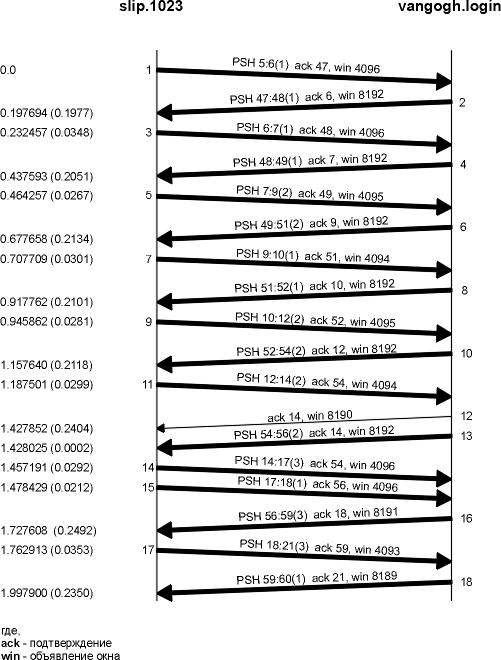 slip.1023 vangogh.login
0.0 1 PSH 5:6(1) ack 47, win 4096
PSH 47:48(1) ack 6, win 8192 2
0.197694 (0.1977)
0.232457 (0.0348) 3 PSH 6:7(1) ack 48, win 4096
PSH 48:49(1) ack 7, win 8192 4
0.437593 (0.2051)
0.464257 (0.0267) 5 PSH 7:9(2) ack 49, win 4095
PSH 49:51(2) ack 9, win 8192 6
0.677658 (0.2134)
0.707709 (0.0301) 7 PSH 9:10(1) ack 51, win 4094
PSH 51:52(1) ack 10, win 8192 8
0.917762 (0.2101)
0.945862 (0.0281) 9 PSH 10:12(2) ack 52, win 4095
PSH 52:54(2) ack 12, win 8192 10
1.157640 (0.2118)
1.187501 (0.0299) 11 PSH 12:14(2) ack 54, win 4094
ack 14, win 8190 12
1.427852 (0.2404)
PSH 54:56(2) ack 14, win 8192 13
1.428025 (0.0002)
1.457191 (0.0292) 14 PSH 14:17(3) ack 54, win 4096
1.478429 (0.0212) 15 PSH 17:18(1) ack 56, win 4096
PSH 56:59(3) ack 18, win 8191 16
1.727608 (0.2492)
1.762913 (0.0353) 17 PSH 18:21(3) ack 59, win 4093
PSH 59:60(1) ack 21, win 8189 18
1.997900 (0.2350)
где,
ack - подтверждение
win - объявление окна